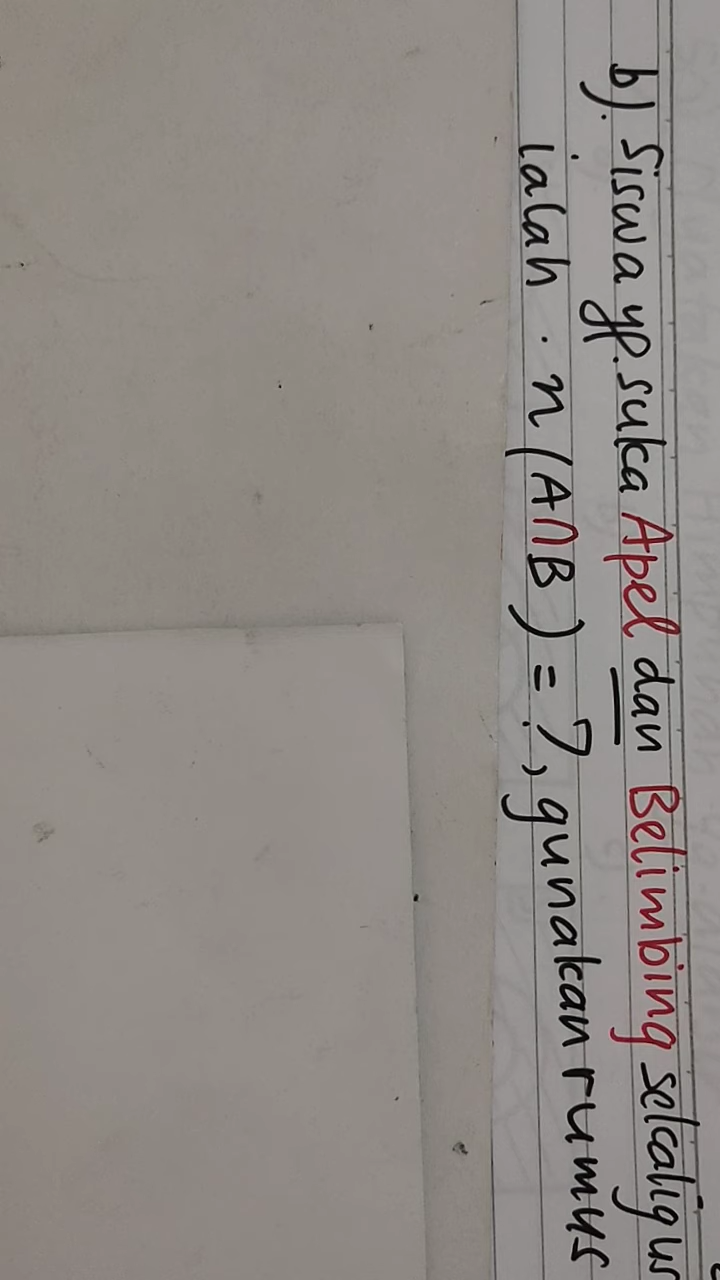 b). Siswa yg. suka Apel dan Belimbing sekaligus
ialah. n(A∩B) = ?, gunakan rumus